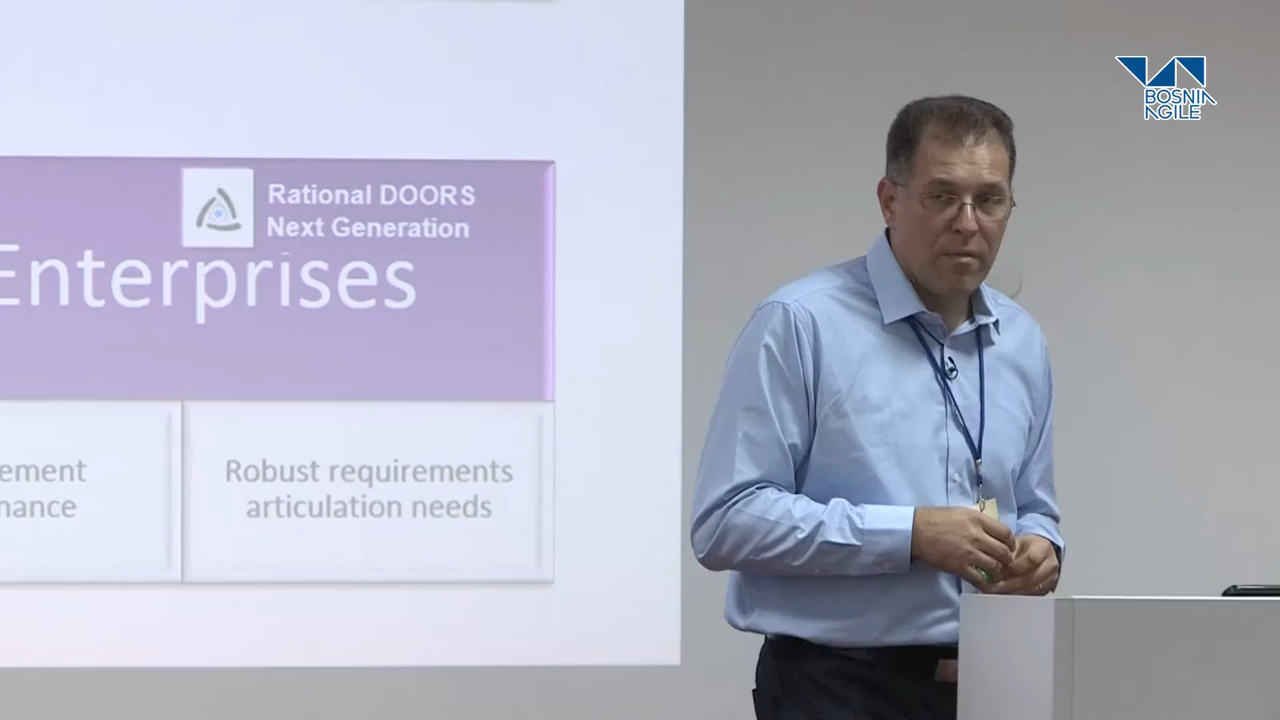 BOSNIA
AGILE
Rational DOORS
Next Generation
Enterprises
ement
nance
Robust requirements
articulation needs